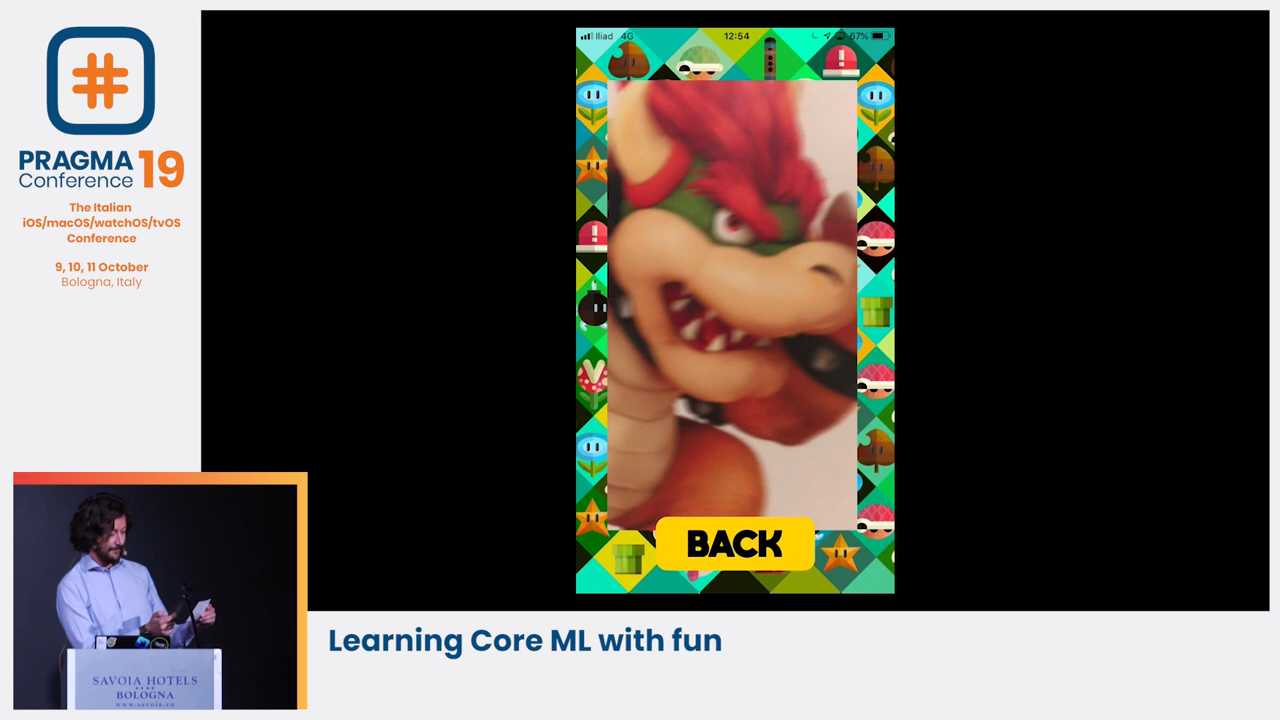 PRAGMA
Conference
19
The Italian
iOS/macOS/watchOS/tvOS
Conference
9, 10, 11 October
Bologna, Italy
Iliad 4G
12:54
67%
BACK
Learning Core ML with fun
SAVOIA HOTELS
BOLOGNA
www.savoia.eu